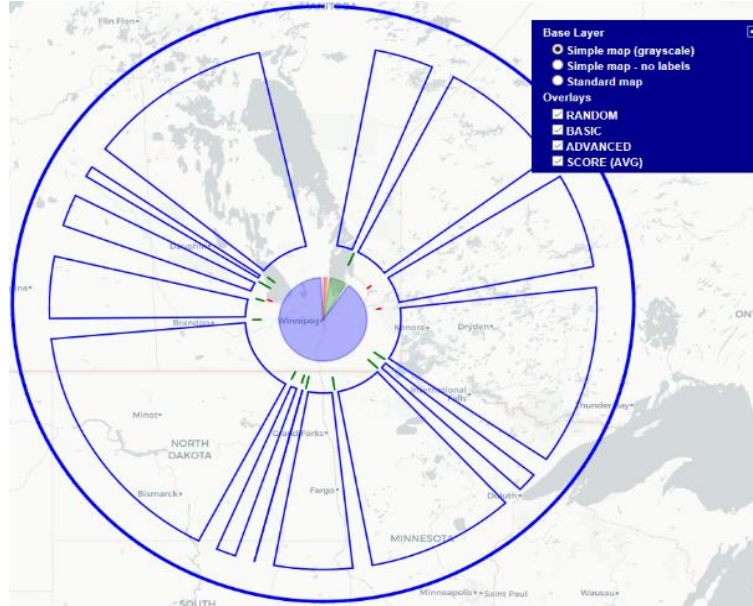 Flin Flon
MANITOBA
Base Layer
Simple map (grayscale)
Simple map - no labels
Standard map
Overlays
RANDOM
BASIC
ADVANCED
SCORE (AVG)
Dauphin
ina
Brandon
Winnipeg
Kenora
Dryden
ON
International
Falls
Thunder Bay
Minot
Grand Forks
NORTH
DAKOTA
Bismarck
Fargo
Duluth
MINNESOTA
SOUTH
Minneapolis
Saint Paul
Wausau